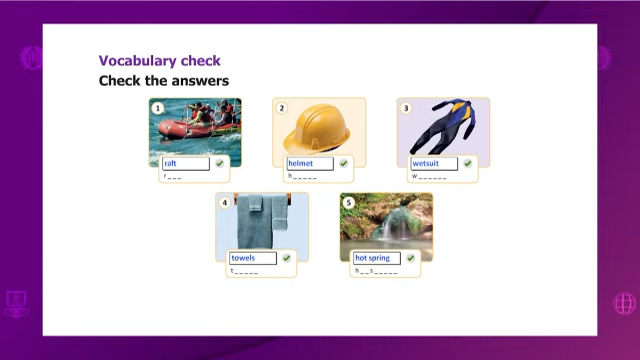 Vocabulary check
Check the answers
1
raft
r _ _ _
2
helmet
h _ _ _ _ _
3
wetsuit
w _ _ _ _ _ _
4
towels
t _ _ _ _ _
5
hot spring
h _ _ s _ _ _ _ _